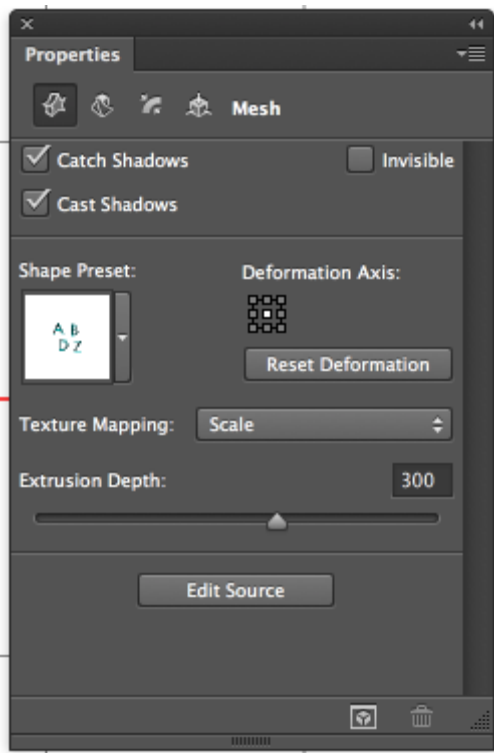 Properties
Mesh
Catch Shadows
Invisible
Cast Shadows
Shape Preset:
Deformation Axis:
A B
D Z
Reset Deformation
Texture Mapping:
Scale
Extrusion Depth:
300
Edit Source